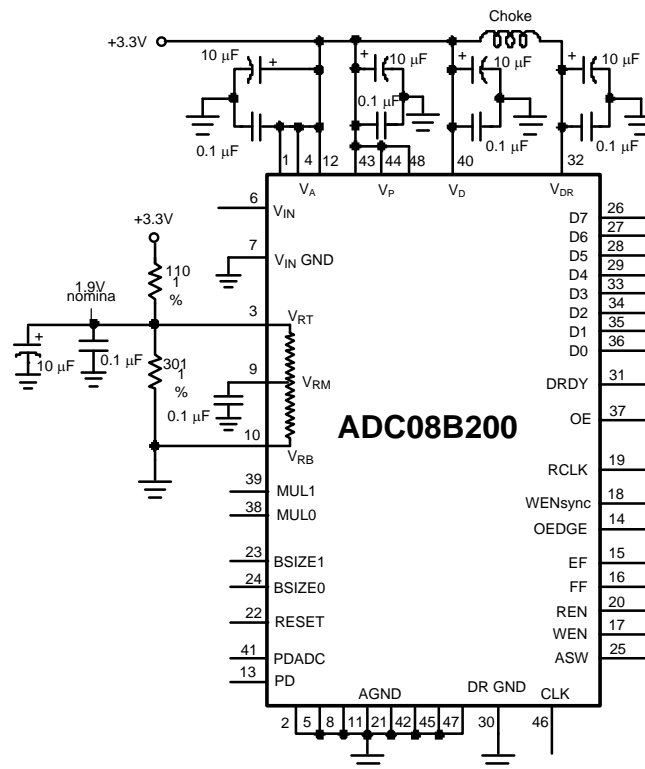 Choke
+3.3V
10 µF
10 µF
10 µF
10 µF
0.1 µF
0.1 µF
0.1 µF
0.1 µF
1 4 12 43 44 48 40 32
VA VP VD VDR
6 VIN
7 VIN GND
+3.3V
110
1
%
1.9V
nomina
3 VRT
10 µF
0.1 µF
301
1
%
9 VRM
0.1 µF
10 VRB
ADC08B200
39 MUL1
38 MUL0
23 BSIZE1
24 BSIZE0
22 RESET
41 PDADC
13 PD
D7 26
D6 27
D5 28
D4 29
D3 33
D2 34
D1 35
D0 36
DRDY 31
OE 37
RCLK 19
WENsync 18
OEDGE 14
EF 15
FF 16
REN 20
WEN 17
ASW 25
AGND DR GND CLK
2 5 8 11 21 42 45 47 30 46